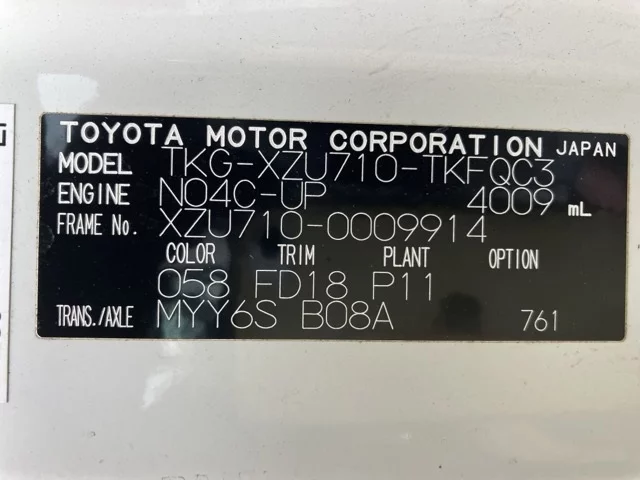 TOYOTA MOTOR CORPORATION JAPAN
MODEL TKG-XZU710-TKFQC3
ENGINE N04C-UP 4009 mL
FRAME No. XZU710-0009914
COLOR TRIM PLANT OPTION
058 FD18 P11
TRANS./AXLE MYY6S B08A 761